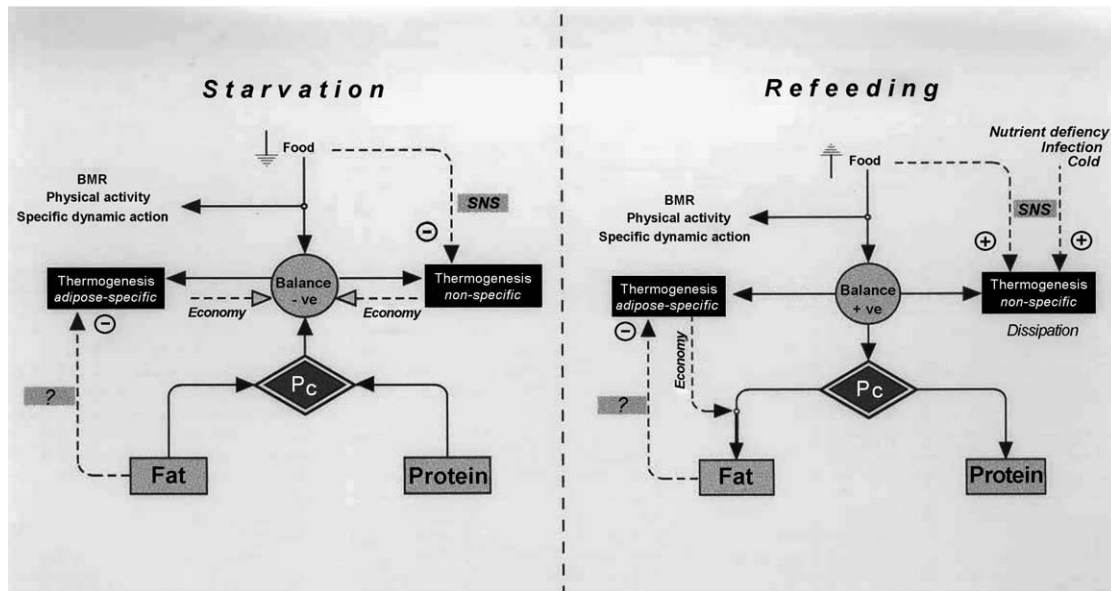 Starvation
Food
BMR
Physical activity
Specific dynamic action
SNS
−
Thermogenesis
adipose-specific
Balance
- ve
Thermogenesis
non-specific
Economy
Economy
−
Pc
?
Fat
Protein
Refeeding
Nutrient defiency
Infection
Cold
Food
BMR
Physical activity
Specific dynamic action
SNS
+
+
Thermogenesis
adipose-specific
Balance
+ ve
Thermogenesis
non-specific
Dissipation
−
Economy
Pc
?
Fat
Protein